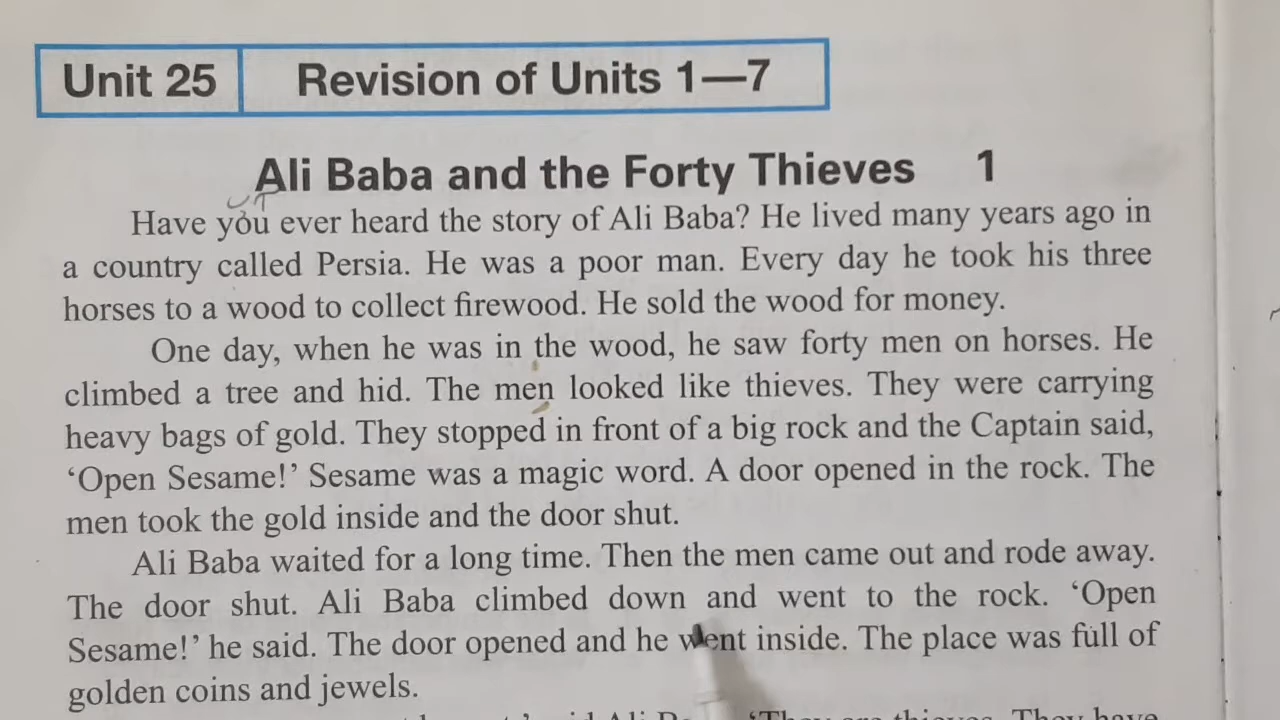 Unit 25 Revision of Units 1—7
Ali Baba and the Forty Thieves 1
Have you ever heard the story of Ali Baba? He lived many years ago in
a country called Persia. He was a poor man. Every day he took his three
horses to a wood to collect firewood. He sold the wood for money.
One day, when he was in the wood, he saw forty men on horses. He
climbed a tree and hid. The men looked like thieves. They were carrying
heavy bags of gold. They stopped in front of a big rock and the Captain said,
‘Open Sesame!’ Sesame was a magic word. A door opened in the rock. The
men took the gold inside and the door shut.
Ali Baba waited for a long time. Then the men came out and rode away.
The door shut. Ali Baba climbed down and went to the rock. ‘Open
Sesame!’ he said. The door opened and he went inside. The place was full of
golden coins and jewels.
said Ali ‘They are thieves. They have